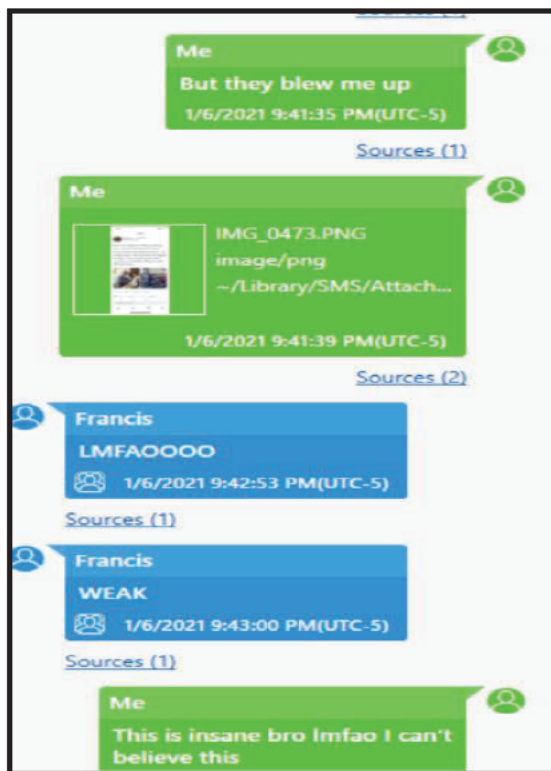 Me
But they blew me up
1/6/2021 9:41:35 PM(UTC-5)
Sources (1)
Me
IMG_0473.PNG
image/png
~/Library/SMS/Attach...
1/6/2021 9:41:39 PM(UTC-5)
Sources (2)
Francis
LMFAOOOO
1/6/2021 9:42:53 PM(UTC-5)
Sources (1)
Francis
WEAK
1/6/2021 9:43:00 PM(UTC-5)
Sources (1)
Me
This is insane bro lmfao I can't
believe this